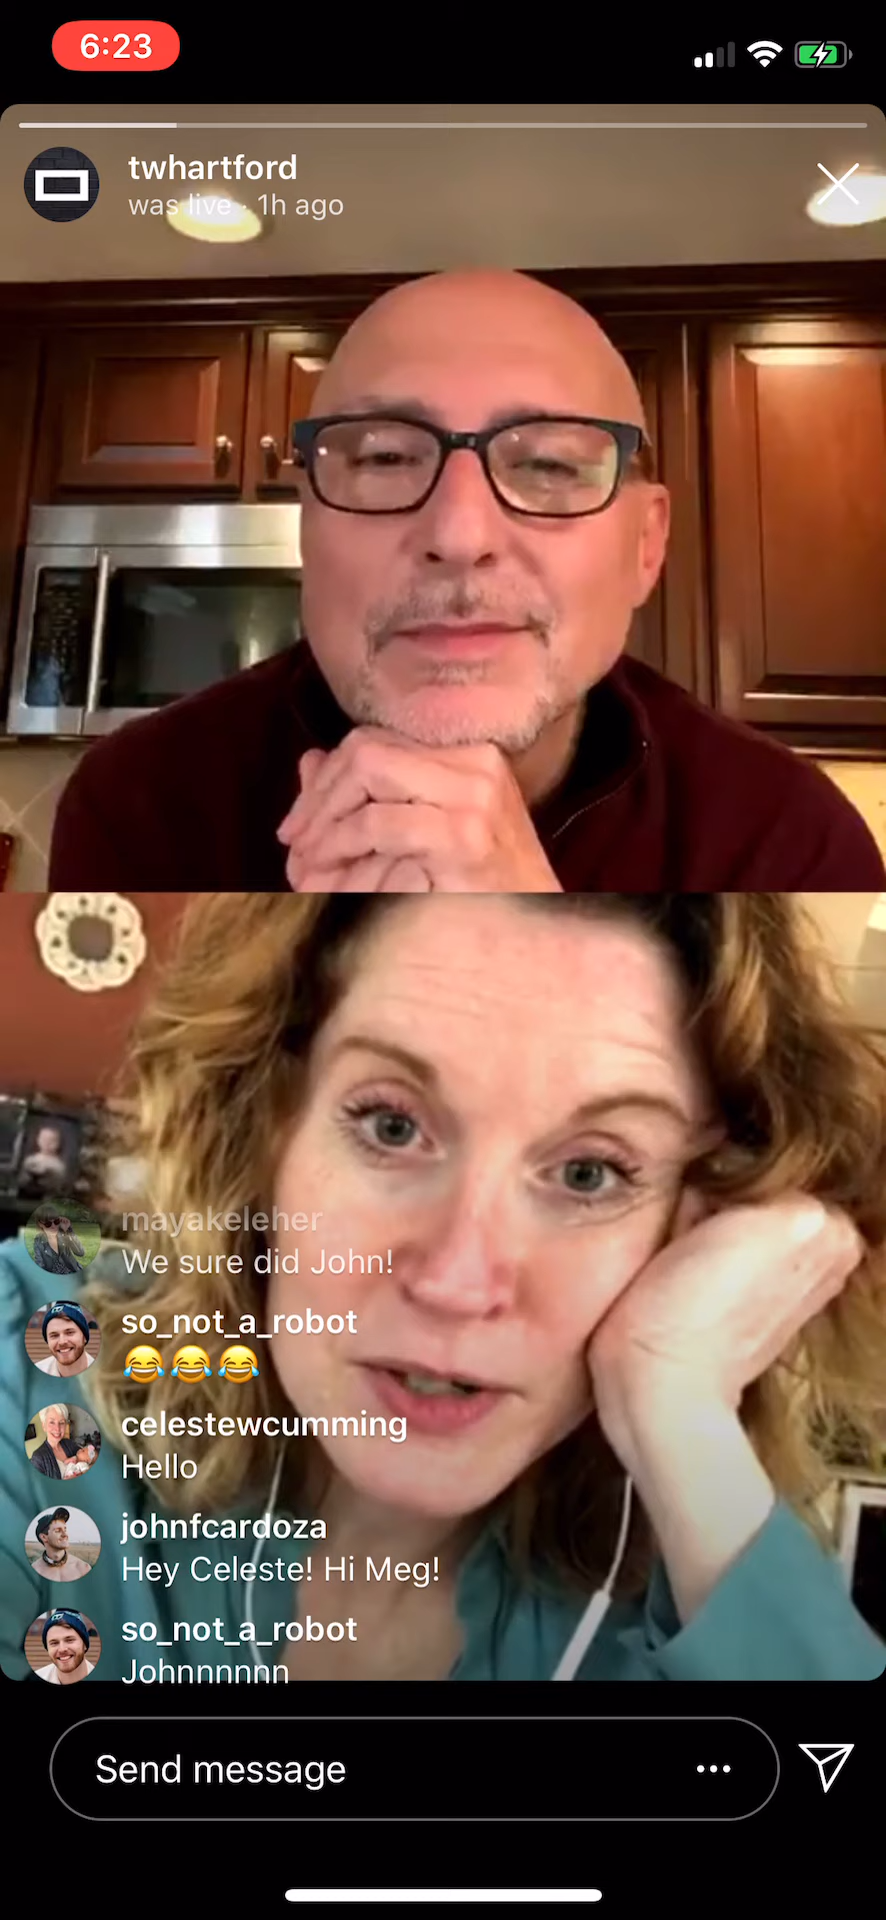 6:23
twhartford
was live · 1h ago
mayakeleher
We sure did John!
so_not_a_robot
😂😂😂
celestewcumming
Hello
johnfcardoza
Hey Celeste! Hi Meg!
so_not_a_robot
Johnnnnnn
Send message